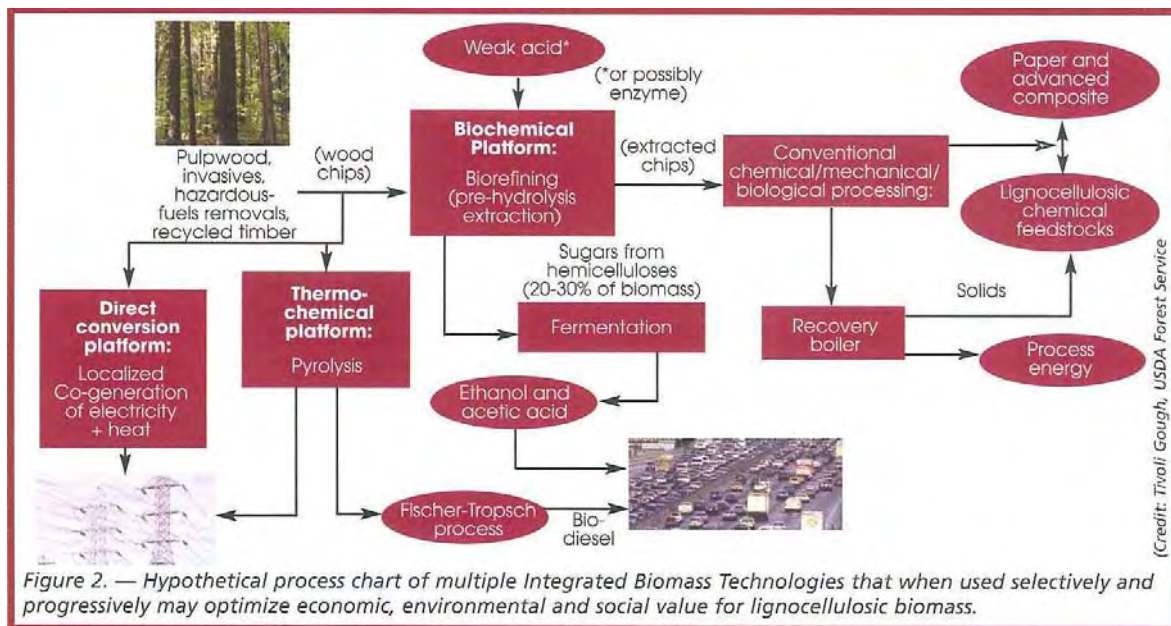 Weak acid*
(*or possibly
enzyme)
Paper and
advanced
composite
Pulpwood,
invasives,
hazardous-
fuels removals,
recycled timber
(wood
chips)
Biochemical
Platform:
Biorefining
(pre-hydrolysis
extraction)
(extracted
chips)
Conventional
chemical/mechanical/
biological processing:
Lignocellulosic
chemical
feedstocks
Direct
conversion
platform:
Localized
Co-generation
of electricity
+ heat
Thermo-
chemical
platform:
Pyrolysis
Sugars from
hemicelluloses
(20-30% of biomass)
Fermentation
Recovery
boiler
Solids
Process
energy
Ethanol and
acetic acid
Fischer-Tropsch
process
Bio-
diesel
(Credit: Tivoli Gough, USDA Forest Service
Figure 2. — Hypothetical process chart of multiple Integrated Biomass Technologies that when used selectively and
progressively may optimize economic, environmental and social value for lignocellulosic biomass.